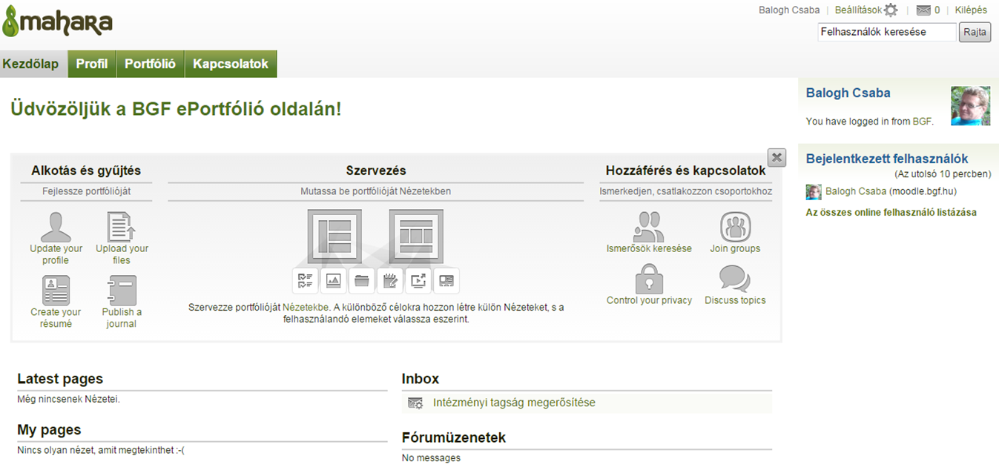 mahara
Balogh Csaba | Beállítások | 0 | Kilépés
Felhasználók keresése Rajta
Kezdőlap Profil Portfólió Kapcsolatok
Üdvözöljük a BGF ePortfólió oldalán!
Alkotás és gyűjtés
Fejlessze portfólióját
Update your
profile
Upload your
files
Create your
résumé
Publish a
journal
Szervezés
Mutassa be portfólióját Nézetekben
Szervezze portfólióját Nézetekbe. A különböző célokra hozzon létre külön Nézeteket, s a
felhasználandó elemeket válassza eszerint.
Hozzáférés és kapcsolatok
Ismerkedjen, csatlakozzon csoportokhoz
Ismerősök keresése
Join groups
Control your privacy
Discuss topics
Latest pages
Még nincsenek Nézetei.
My pages
Nincs olyan nézet, amit megtekinthet :-(
Inbox
Intézményi tagság megerősítése
Fórumüzenetek
No messages
Balogh Csaba
You have logged in from BGF.
Bejelentkezett felhasználók
(Az utolsó 10 percben)
Balogh Csaba (moodle.bgf.hu)
Az összes online felhasználó listázása